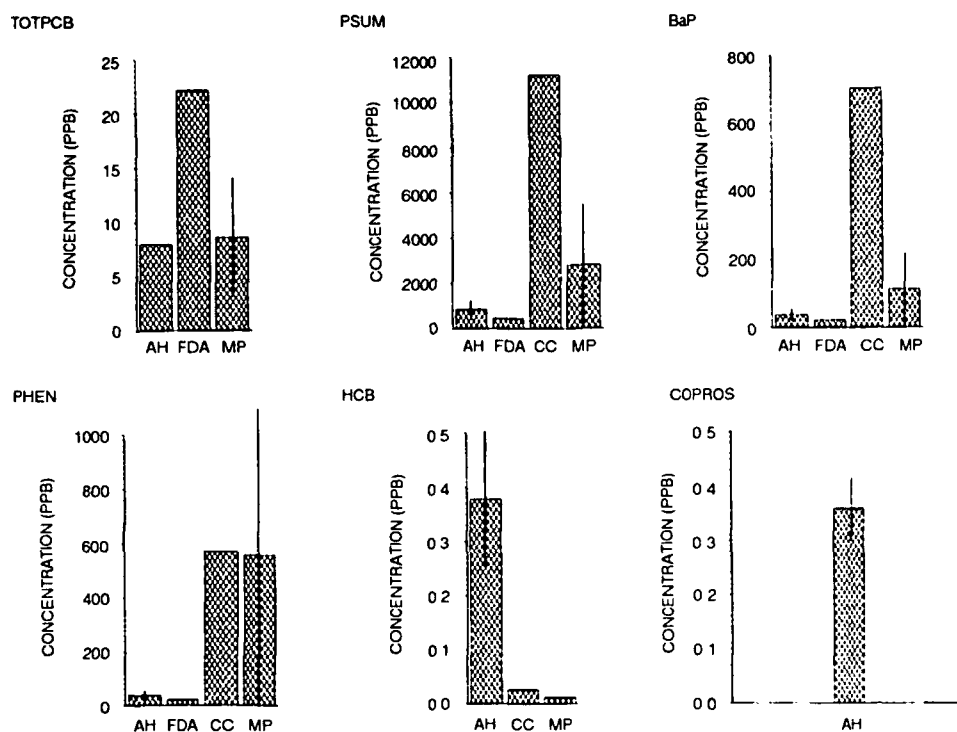 TOTPCB
CONCENTRATION (PPB)
25
20
15
10
5
0
AH FDA MP
PSUM
CONCENTRATION (PPB)
12000
10000
8000
6000
4000
2000
0
AH FDA CC MP
BaP
CONCENTRATION (PPB)
800
600
400
200
0
AH FDA CC MP
PHEN
CONCENTRATION (PPB)
1000
800
600
400
200
0
AH FDA CC MP
HCB
CONCENTRATION (PPB)
0 5
0 4
0 3
0 2
0 1
0 0
AH CC MP
COPROS
CONCENTRATION (PPB)
0 5
0 4
0 3
0 2
0 1
0 0
AH